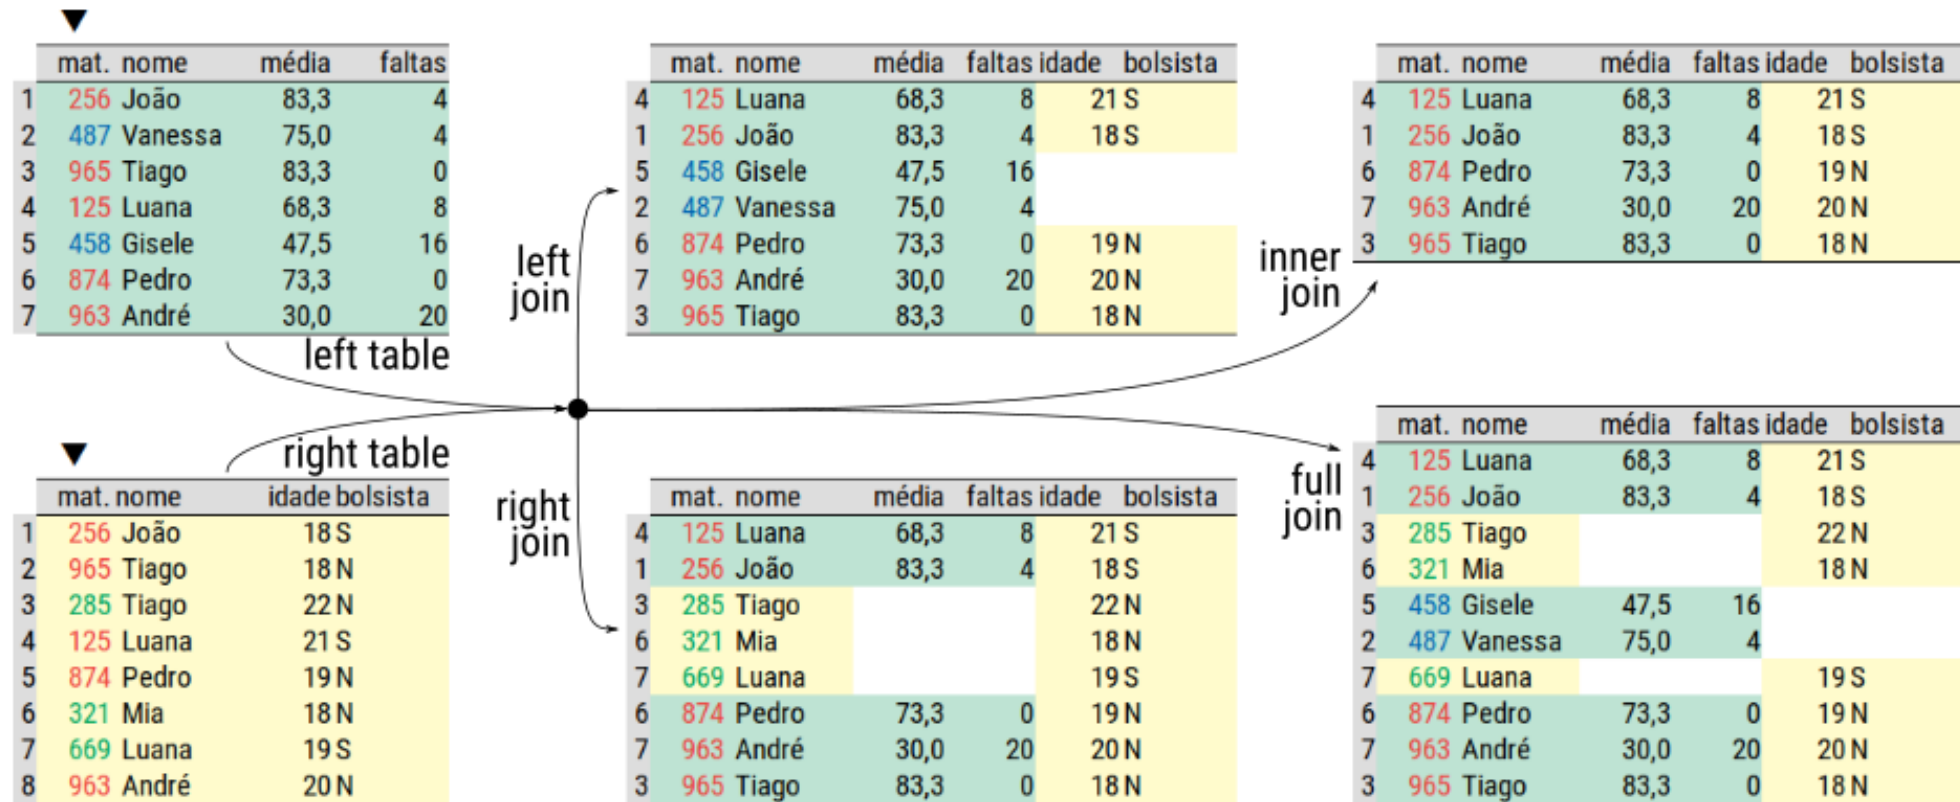 ▼
mat. nome média faltas
1 256 João 83,3 4
2 487 Vanessa 75,0 4
3 965 Tiago 83,3 0
4 125 Luana 68,3 8
5 458 Gisele 47,5 16
6 874 Pedro 73,3 0
7 963 André 30,0 20
left table
▼
right table
mat. nome idade bolsista
1 256 João 18 S
2 965 Tiago 18 N
3 285 Tiago 22 N
4 125 Luana 21 S
5 874 Pedro 19 N
6 321 Mia 18 N
7 669 Luana 19 S
8 963 André 20 N
left
join
mat. nome média faltas idade bolsista
4 125 Luana 68,3 8 21 S
1 256 João 83,3 4 18 S
5 458 Gisele 47,5 16
2 487 Vanessa 75,0 4
6 874 Pedro 73,3 0 19 N
7 963 André 30,0 20 20 N
3 965 Tiago 83,3 0 18 N
right
join
mat. nome média faltas idade bolsista
4 125 Luana 68,3 8 21 S
1 256 João 83,3 4 18 S
3 285 Tiago 22 N
6 321 Mia 18 N
7 669 Luana 19 S
6 874 Pedro 73,3 0 19 N
7 963 André 30,0 20 20 N
3 965 Tiago 83,3 0 18 N
inner
join
mat. nome média faltas idade bolsista
4 125 Luana 68,3 8 21 S
1 256 João 83,3 4 18 S
6 874 Pedro 73,3 0 19 N
7 963 André 30,0 20 20 N
3 965 Tiago 83,3 0 18 N
full
join
mat. nome média faltas idade bolsista
4 125 Luana 68,3 8 21 S
1 256 João 83,3 4 18 S
3 285 Tiago 22 N
6 321 Mia 18 N
5 458 Gisele 47,5 16
2 487 Vanessa 75,0 4
7 669 Luana 19 S
6 874 Pedro 73,3 0 19 N
7 963 André 30,0 20 20 N
3 965 Tiago 83,3 0 18 N